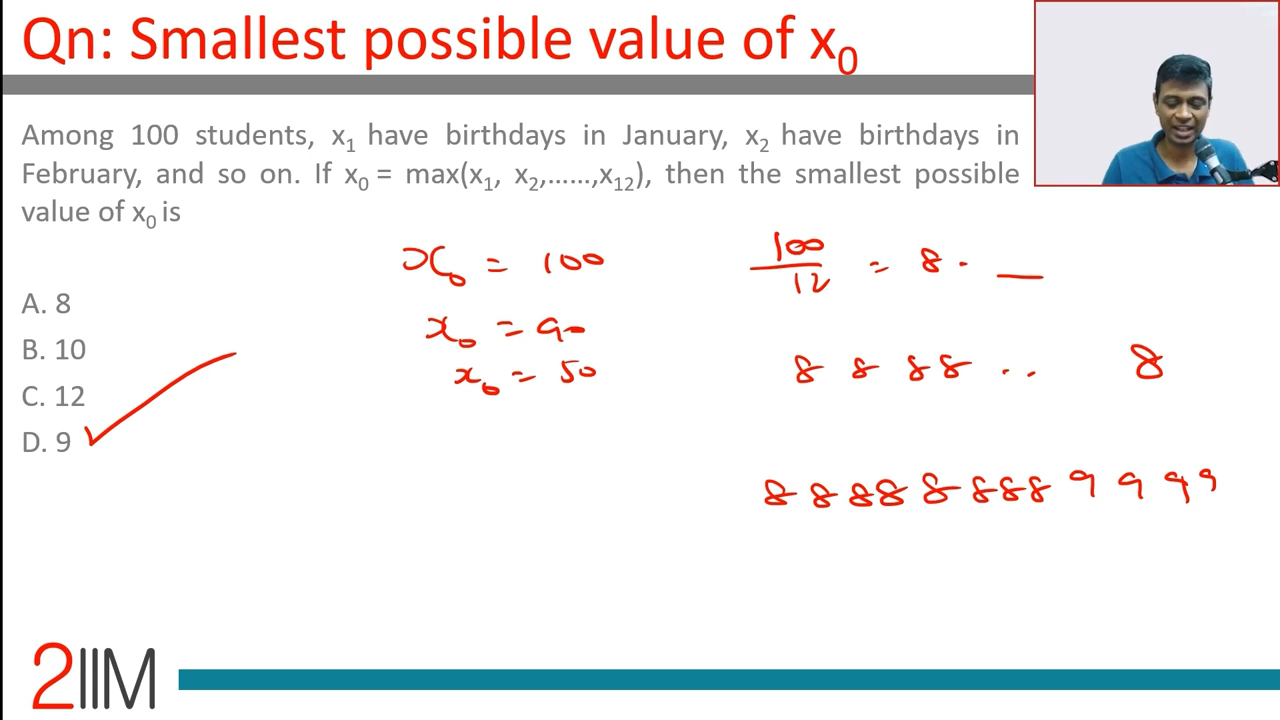 Qn: Smallest possible value of x₀
Among 100 students, x₁ have birthdays in January, x₂ have birthdays in
February, and so on. If x₀ = max(x₁, x₂,......,x₁₂), then the smallest possible
value of x₀ is
A. 8
B. 10
C. 12
D. 9
x₀ = 100
x₀ = 90
x₀ = 50
100/12 = 8. __
8 8 8 8 .. 8
8 8 8 8 8 8 8 8 9 9 9 9
2IIM